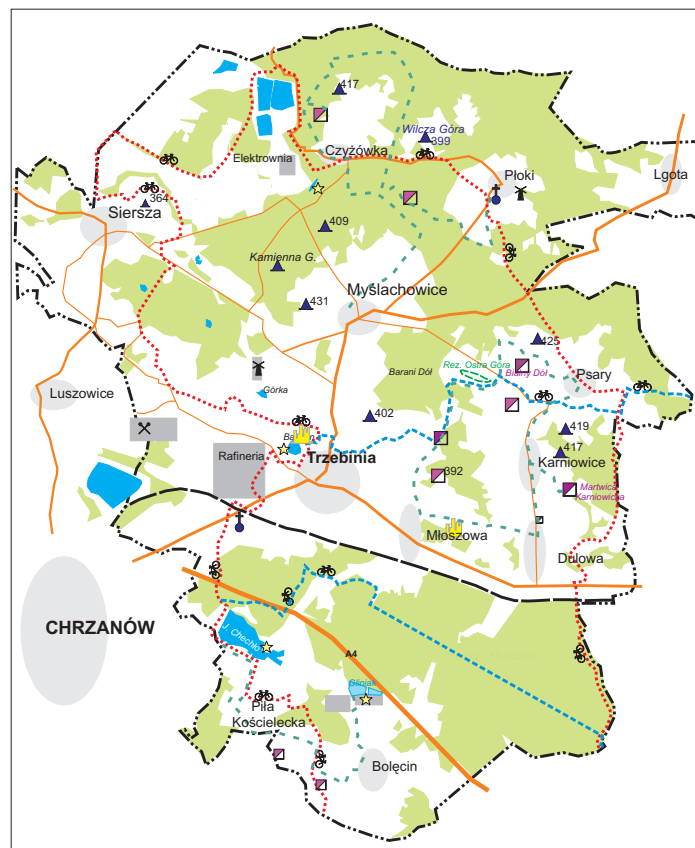 417
Wilcza Góra
399
Elektrownia
Czyżówka
Płoki
Lgota
364
Siersza
409
Kamienna G.
Myślachowice
431
425
Rez. Ostra Góra
Barani Dół
Biały Dół
Psary
Górka
Luszowice
402
419
417
Rafineria
Trzebinia
392
Karniowice
Martwica
Karniowicka
Młoszowa
Dulowa
CHRZANÓW
J. Chechło
A4
Gliniak
Piła
Kościelecka
Bolęcin